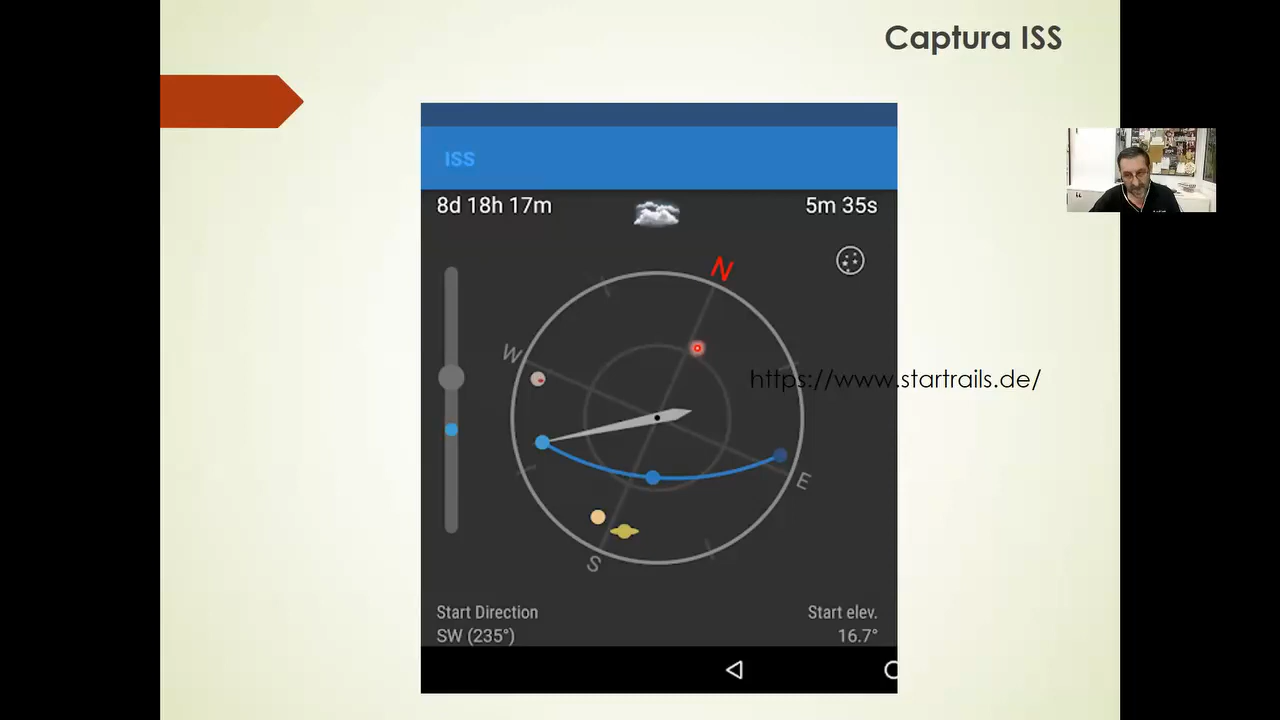 Captura ISS
ISS
8d 18h 17m
5m 35s
N
W
https://www.startrails.de/
E
S
Start Direction
Start elev.
SW (235°)
16.7°